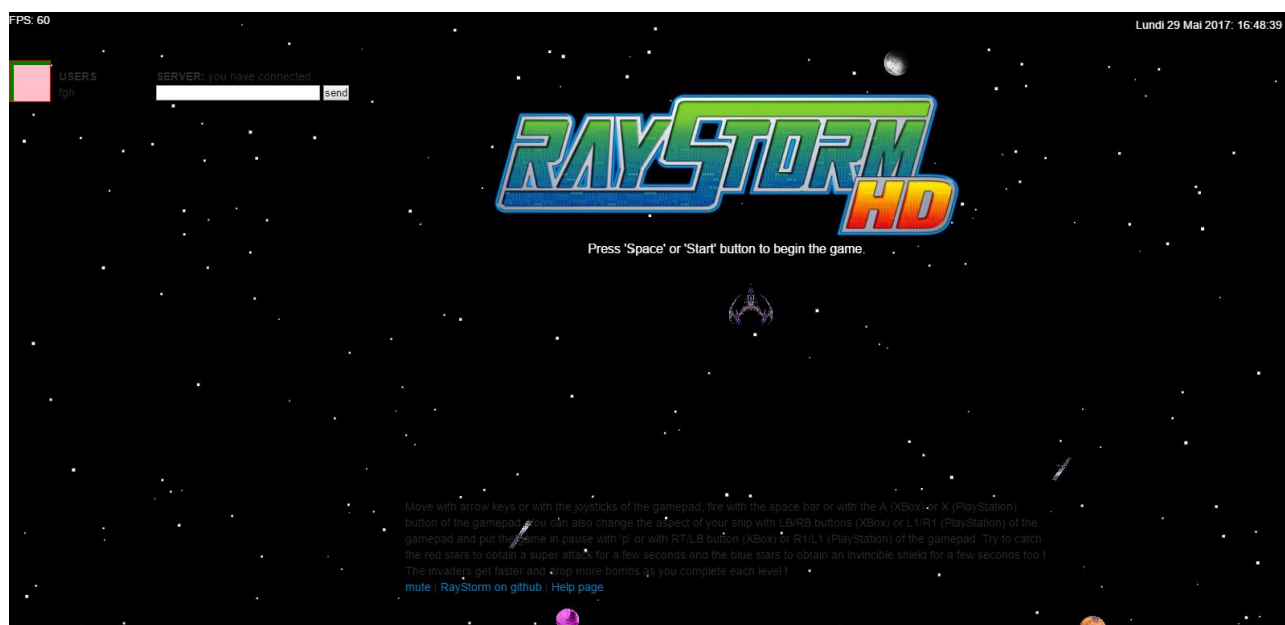 FPS: 60
Lundi 29 Mai 2017: 16:48:39
USERS
fgh
SERVER: you have connected
send
RAYSTORM
HD
Press 'Space' or 'Start' button to begin the game.
Move with arrow keys or with the joysticks of the gamepad, fire with the space bar or with the A (XBox) or X (PlayStation)
button of the gamepad. You can also change the aspect of your ship with LB/RB buttons (XBox) or L1/R1 (PlayStation) of the
gamepad and put the game in pause with 'p' or with RT/LB button (XBox) or R1/L1 (PlayStation) of the gamepad. Try to catch
the red stars to obtain a super attack for a few seconds and the blue stars to obtain an invincible shield for a few seconds too !
The invaders get faster and drop more bombs as you complete each level !
mute | RayStorm on github | Help page